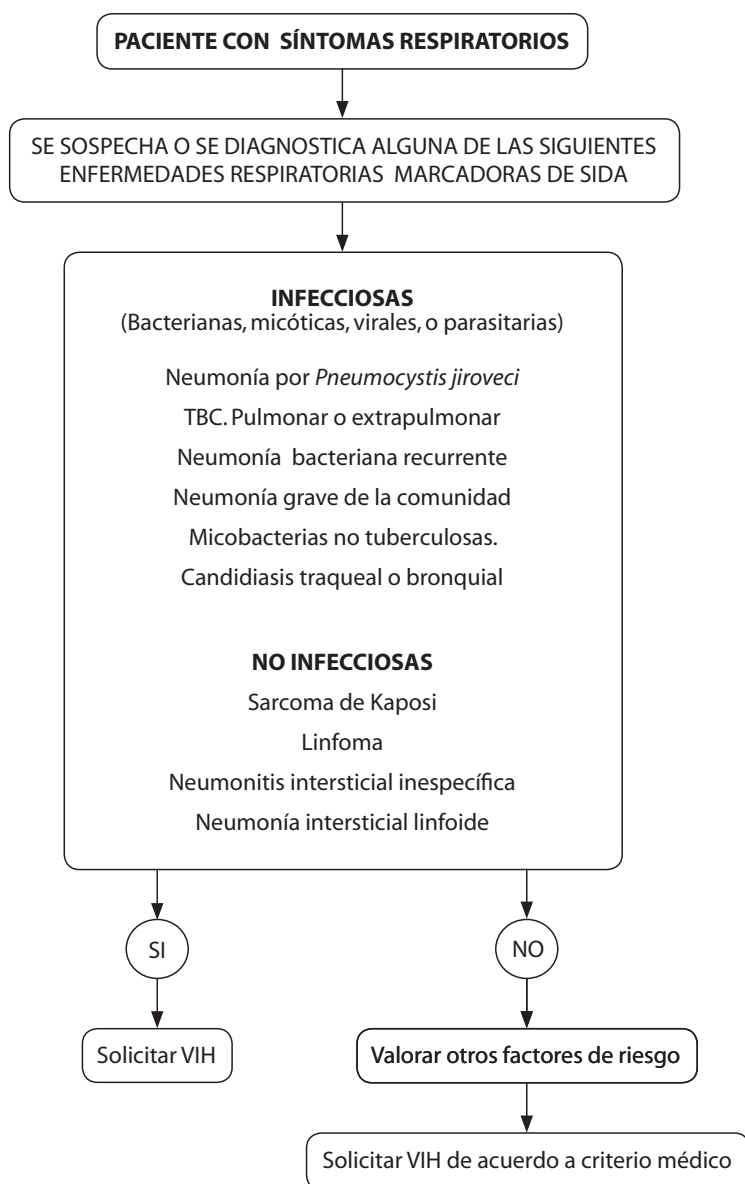 PACIENTE CON SÍNTOMAS RESPIRATORIOS
SE SOSPECHA O SE DIAGNOSTICA ALGUNA DE LAS SIGUIENTES
ENFERMEDADES RESPIRATORIAS MARCADORAS DE SIDA
INFECCIOSAS
(Bacterianas, micóticas, virales, o parasitarias)
Neumonía por Pneumocystis jiroveci
TBC. Pulmonar o extrapulmonar
Neumonía bacteriana recurrente
Neumonía grave de la comunidad
Micobacterias no tuberculosas.
Candidiasis traqueal o bronquial
NO INFECCIOSAS
Sarcoma de Kaposi
Linfoma
Neumonitis intersticial inespecífica
Neumonía intersticial linfoide
SI
NO
Solicitar VIH
Valorar otros factores de riesgo
Solicitar VIH de acuerdo a criterio médico